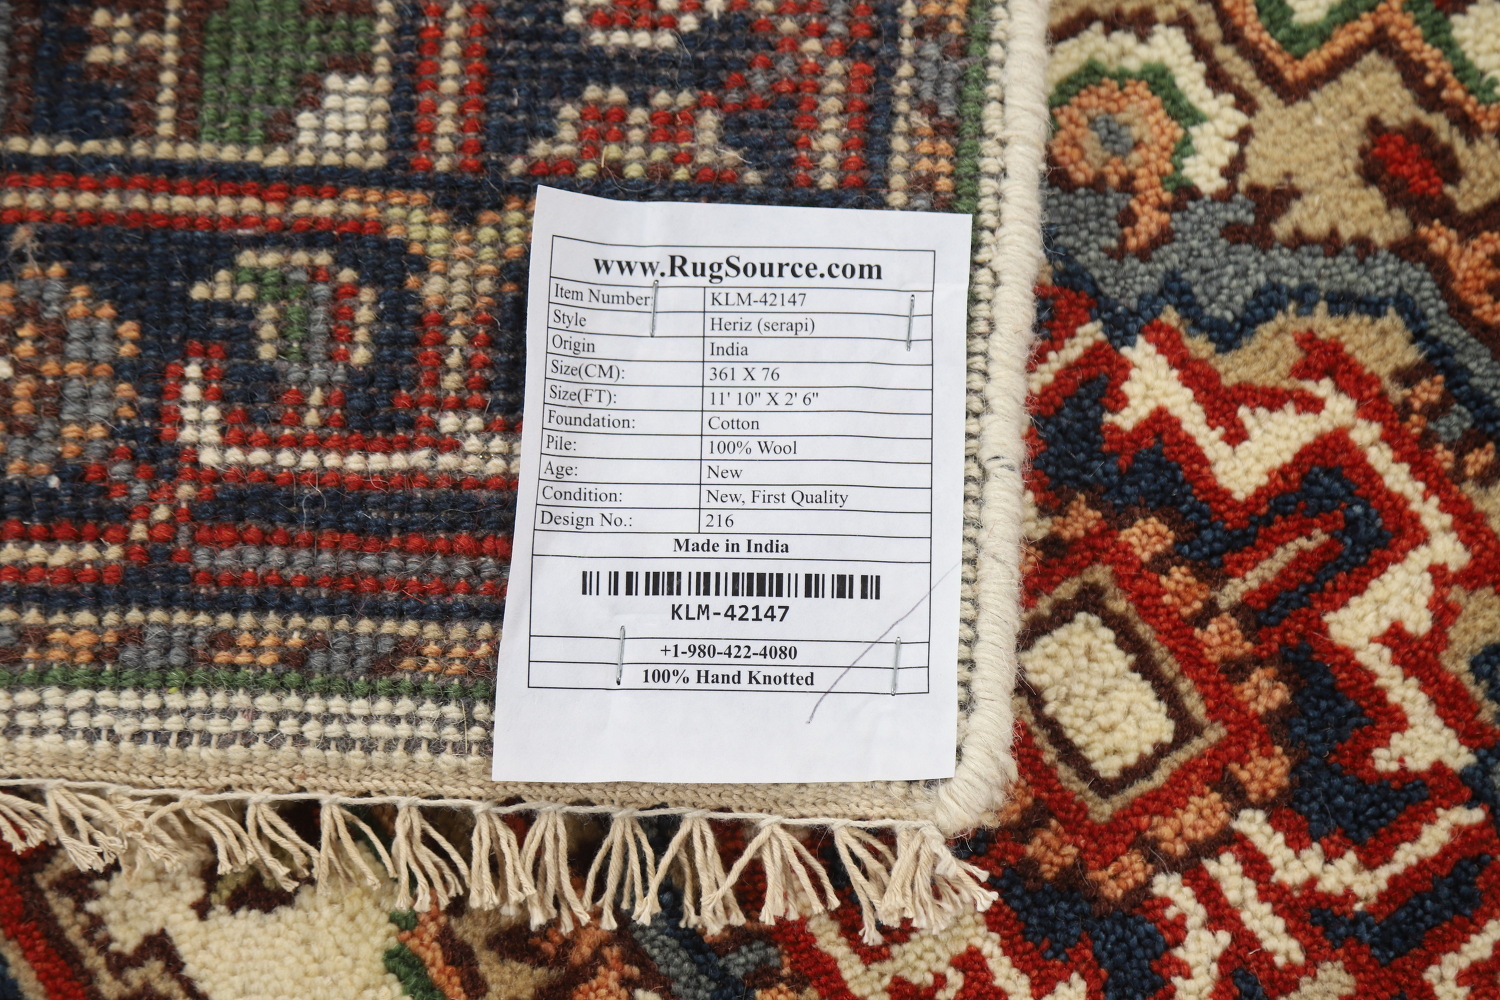 www.RugSource.com
Item Number: KLM-42147
Style Heriz (serapi)
Origin India
Size(CM): 361 X 76
Size(FT): 11' 10" X 2' 6"
Foundation: Cotton
Pile: 100% Wool
Age: New
Condition: New, First Quality
Design No.: 216
Made in India
KLM-42147
+1-980-422-4080
100% Hand Knotted